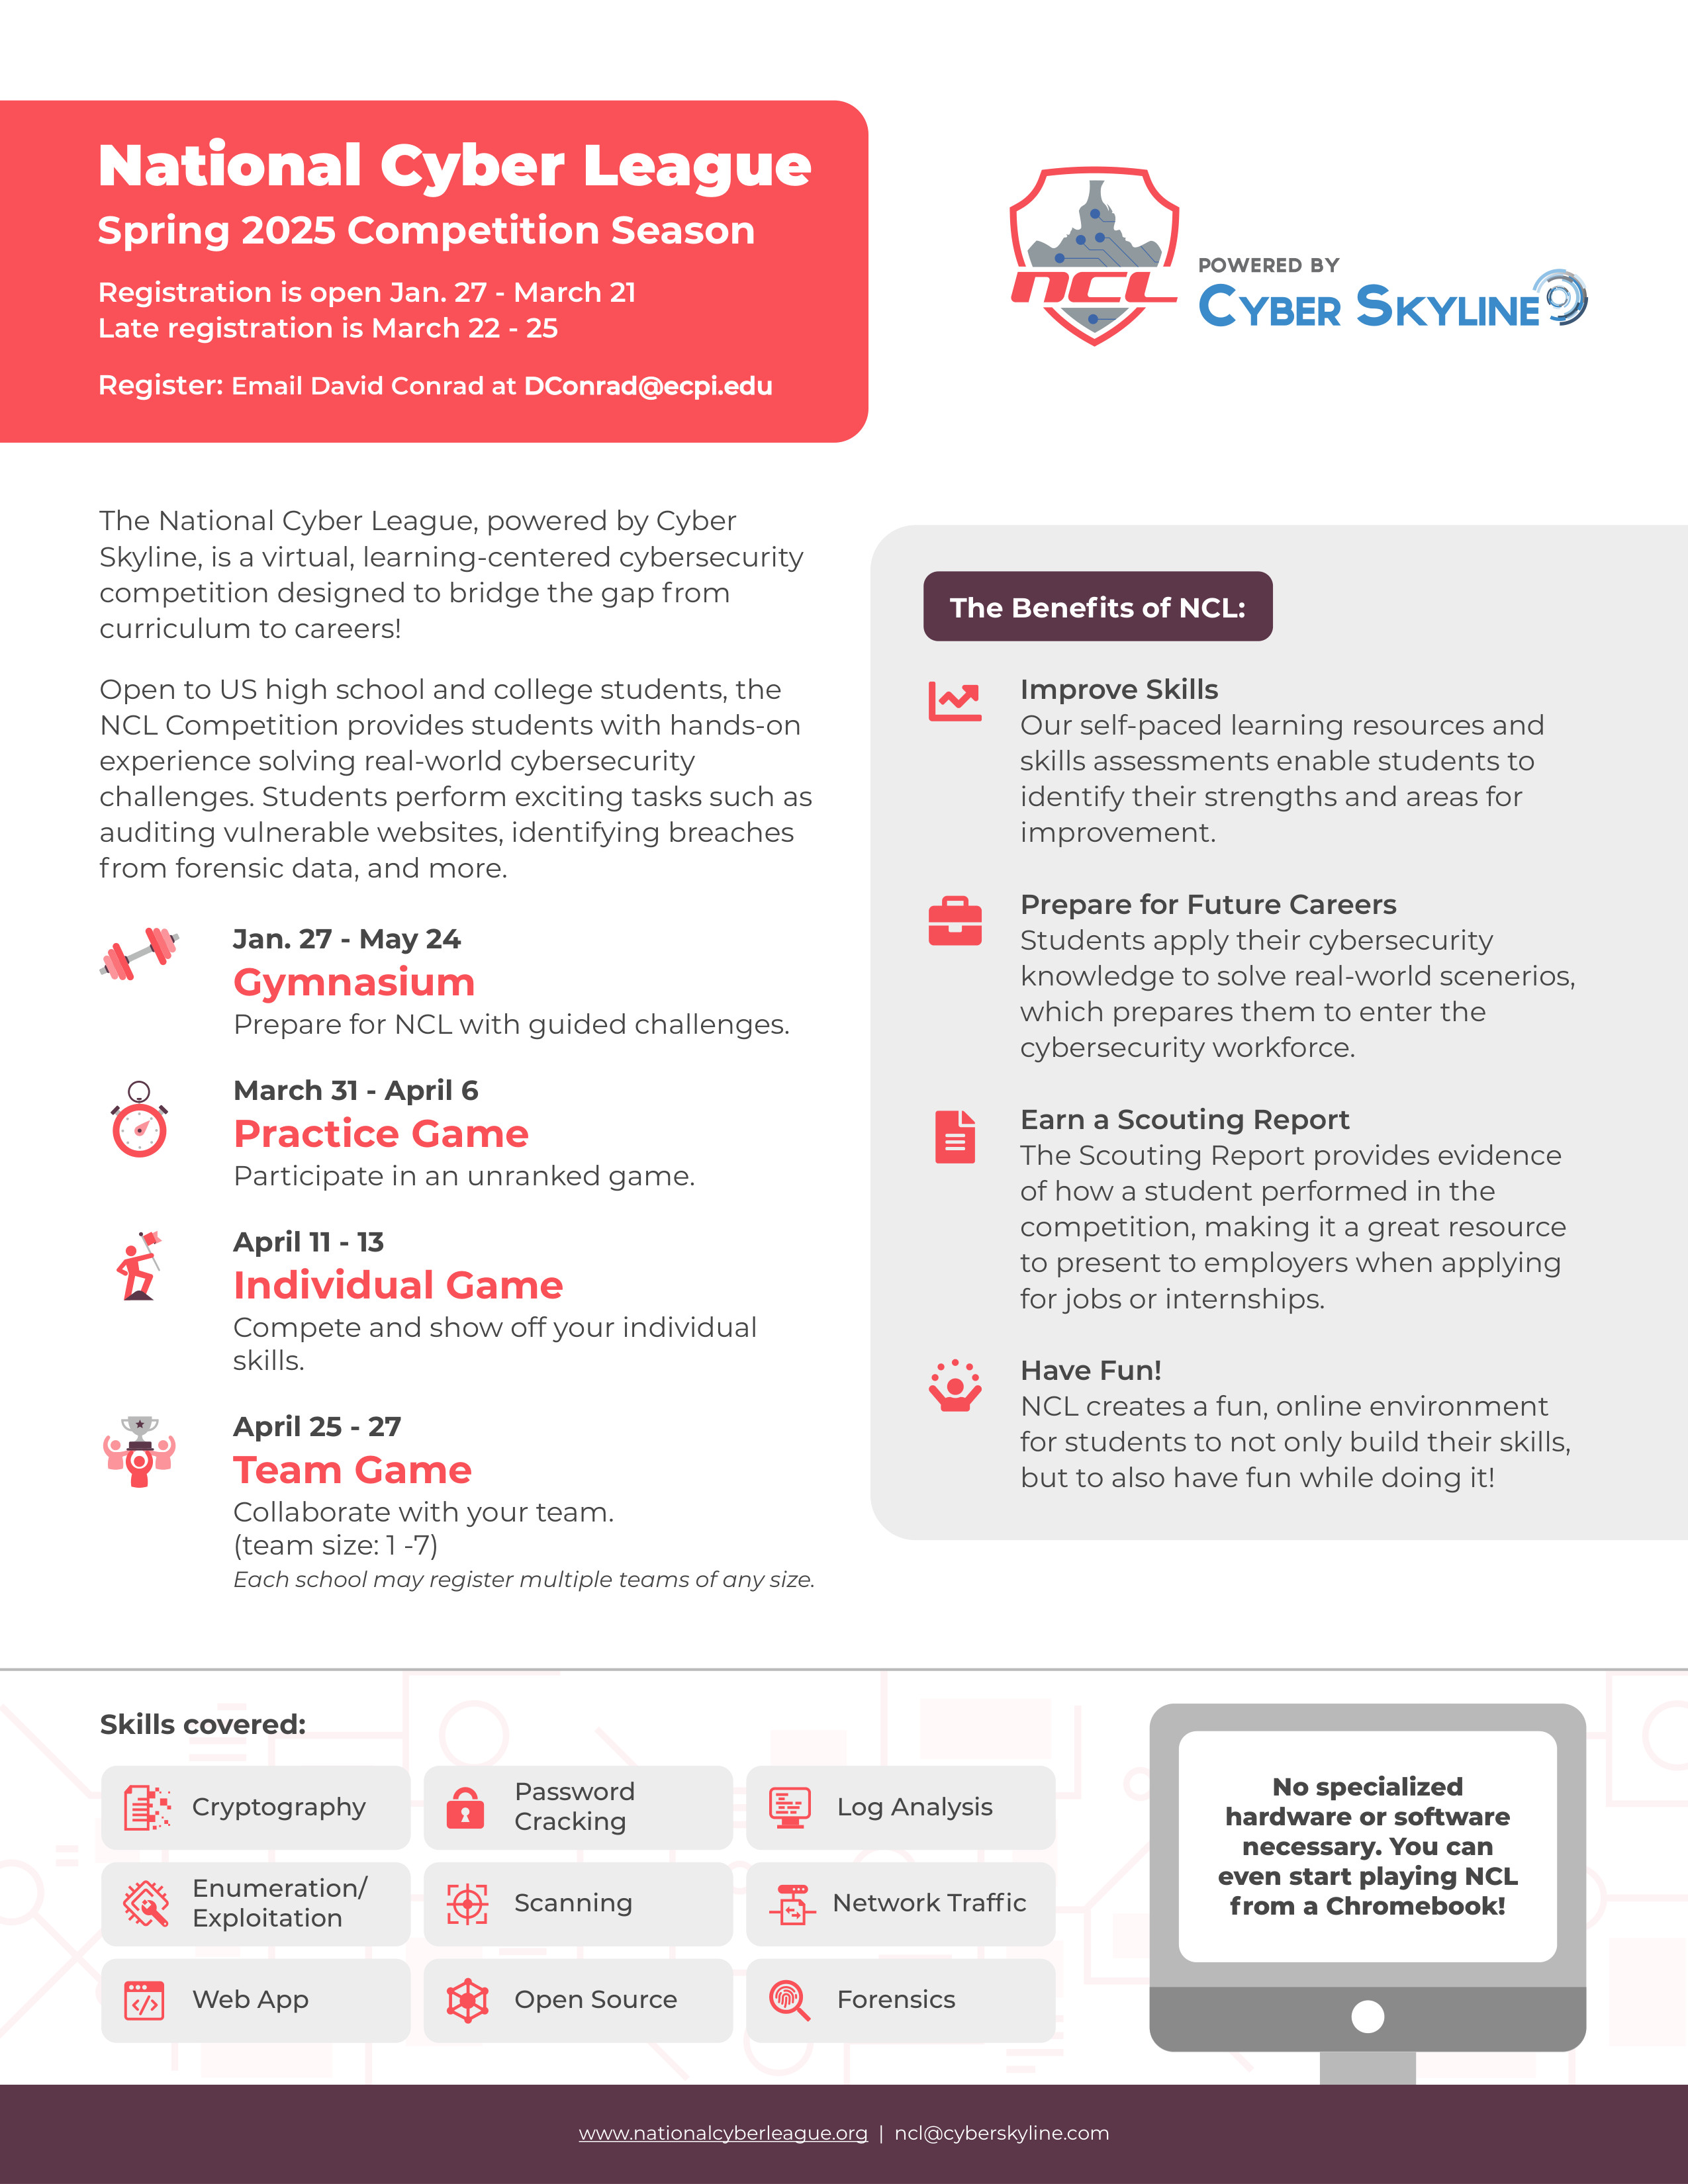 National Cyber League
Spring 2025 Competition Season
Registration is open Jan. 27 - March 21
Late registration is March 22 - 25
Register: Email David Conrad at DConrad@ecpi.edu
ncl
POWERED BY
CYBER SKYLINE
The National Cyber League, powered by Cyber
Skyline, is a virtual, learning-centered cybersecurity
competition designed to bridge the gap from
curriculum to careers!
Open to US high school and college students, the
NCL Competition provides students with hands-on
experience solving real-world cybersecurity
challenges. Students perform exciting tasks such as
auditing vulnerable websites, identifying breaches
from forensic data, and more.
Jan. 27 - May 24
Gymnasium
Prepare for NCL with guided challenges.
March 31 - April 6
Practice Game
Participate in an unranked game.
April 11 - 13
Individual Game
Compete and show off your individual
skills.
April 25 - 27
Team Game
Collaborate with your team.
(team size: 1 -7)
Each school may register multiple teams of any size.
The Benefits of NCL:
Improve Skills
Our self-paced learning resources and
skills assessments enable students to
identify their strengths and areas for
improvement.
Prepare for Future Careers
Students apply their cybersecurity
knowledge to solve real-world scenerios,
which prepares them to enter the
cybersecurity workforce.
Earn a Scouting Report
The Scouting Report provides evidence
of how a student performed in the
competition, making it a great resource
to present to employers when applying
for jobs or internships.
Have Fun!
NCL creates a fun, online environment
for students to not only build their skills,
but to also have fun while doing it!
Skills covered:
Cryptography
Password
Cracking
Log Analysis
Enumeration/
Exploitation
Scanning
Network Traffic
Web App
Open Source
Forensics
No specialized
hardware or software
necessary. You can
even start playing NCL
from a Chromebook!
www.nationalcyberleague.org | ncl@cyberskyline.com